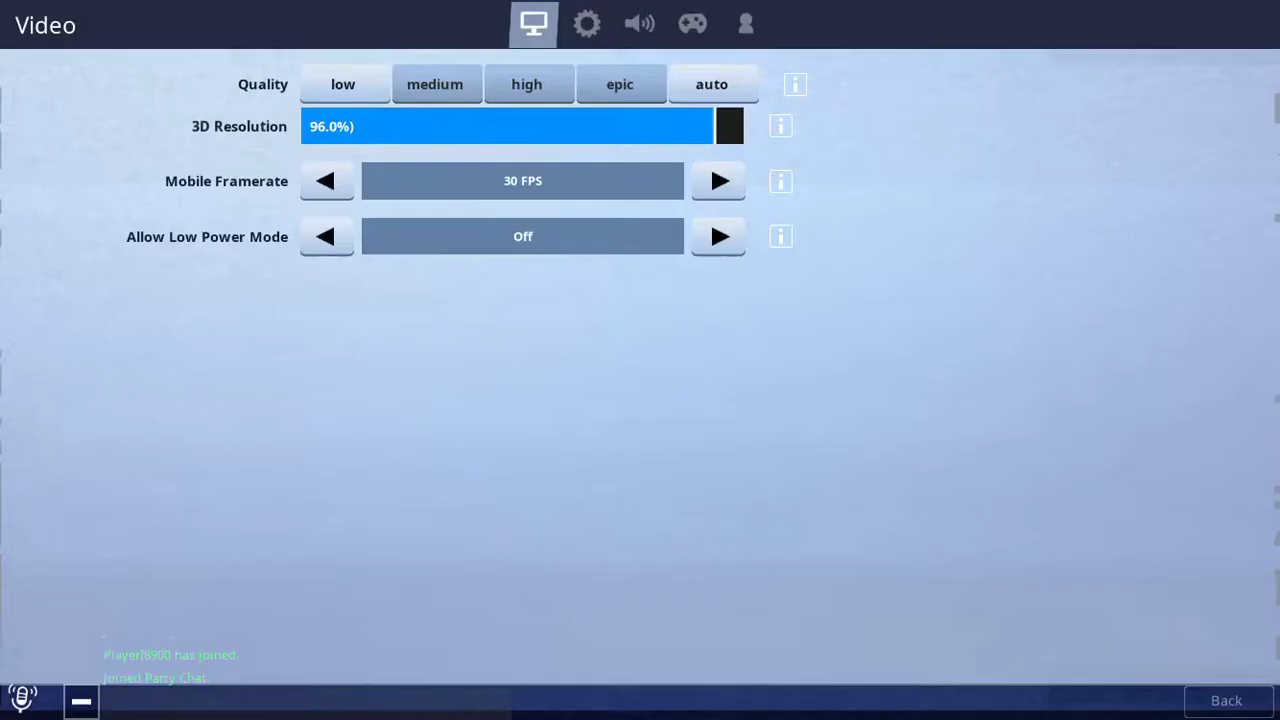 Video
Quality low medium high epic auto
3D Resolution 96.0%)
Mobile Framerate 30 FPS
Allow Low Power Mode Off
PlayerI8900 has joined.
Joined Party Chat
Back